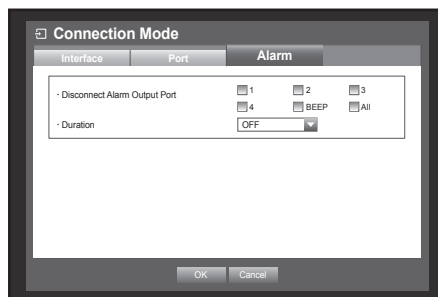 Connection Mode
Interface Port Alarm
· Disconnect Alarm Output Port 1 2 3
4 BEEP All
· Duration OFF
OK Cancel